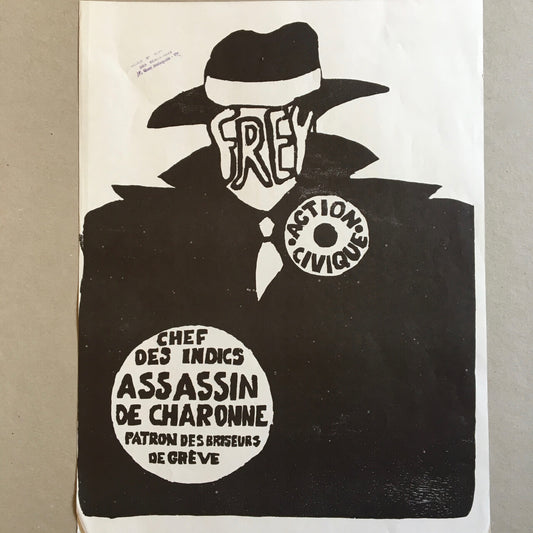 FREY
•ACTION•
CIVIQUE
CHEF
DES INDICS
ASSASSIN
DE CHARONNE
PATRON DES BRISEURS
DE GRÈVE